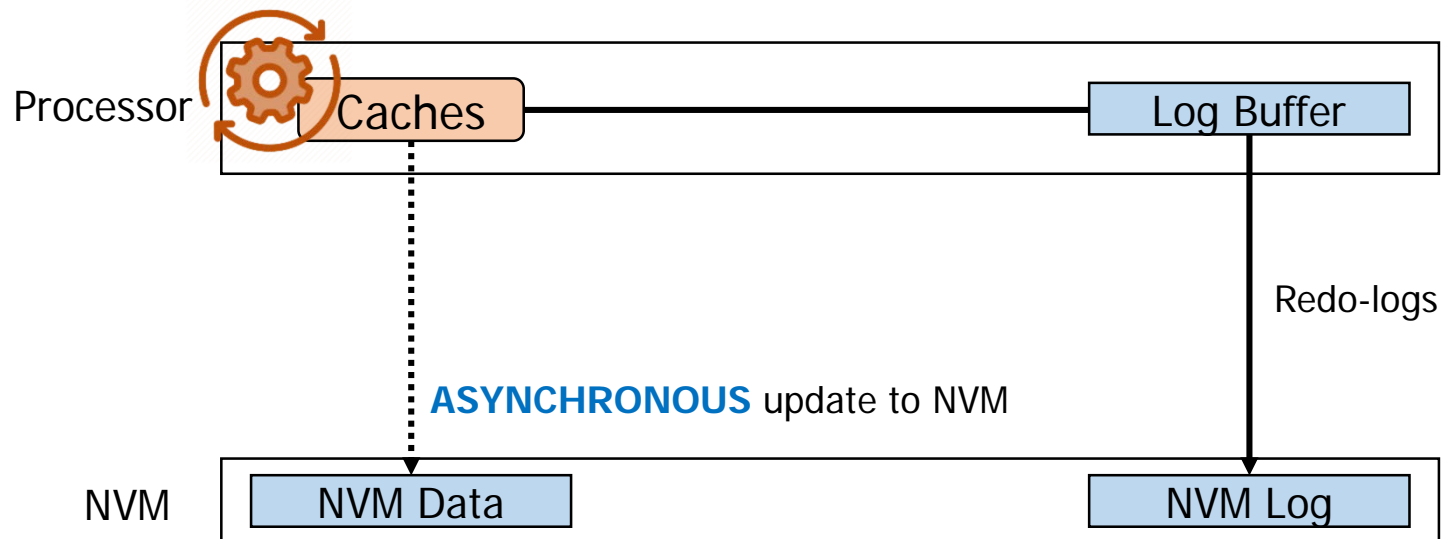 Processor
Caches
Log Buffer
Redo-logs
ASYNCHRONOUS update to NVM
NVM
NVM Data
NVM Log